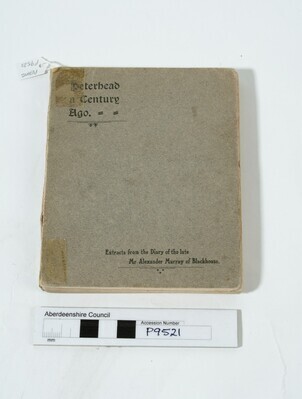 Peterhead
a Century
Ago.
Extracts from the Diary of the late
Mr Alexander Murray of Blackhouse.
Aberdeenshire Council
Accession Number
P9521
mm